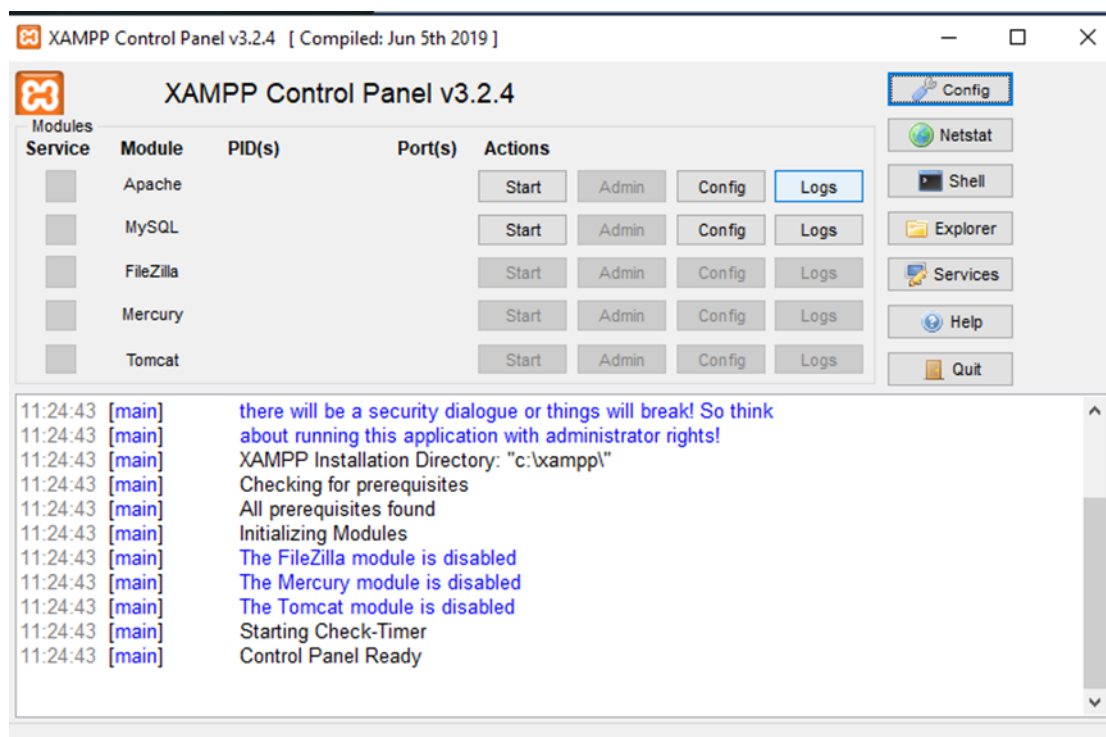 XAMPP Control Panel v3.2.4 [ Compiled: Jun 5th 2019 ]
XAMPP Control Panel v3.2.4
Config
Modules
Service Module PID(s) Port(s) Actions
Netstat
Apache Start Admin Config Logs
Shell
MySQL Start Admin Config Logs
Explorer
FileZilla Start Admin Config Logs
Services
Mercury Start Admin Config Logs
Help
Tomcat Start Admin Config Logs
Quit
11:24:43 [main] there will be a security dialogue or things will break! So think
11:24:43 [main] about running this application with administrator rights!
11:24:43 [main] XAMPP Installation Directory: "c:\xampp\"
11:24:43 [main] Checking for prerequisites
11:24:43 [main] All prerequisites found
11:24:43 [main] Initializing Modules
11:24:43 [main] The FileZilla module is disabled
11:24:43 [main] The Mercury module is disabled
11:24:43 [main] The Tomcat module is disabled
11:24:43 [main] Starting Check-Timer
11:24:43 [main] Control Panel Ready